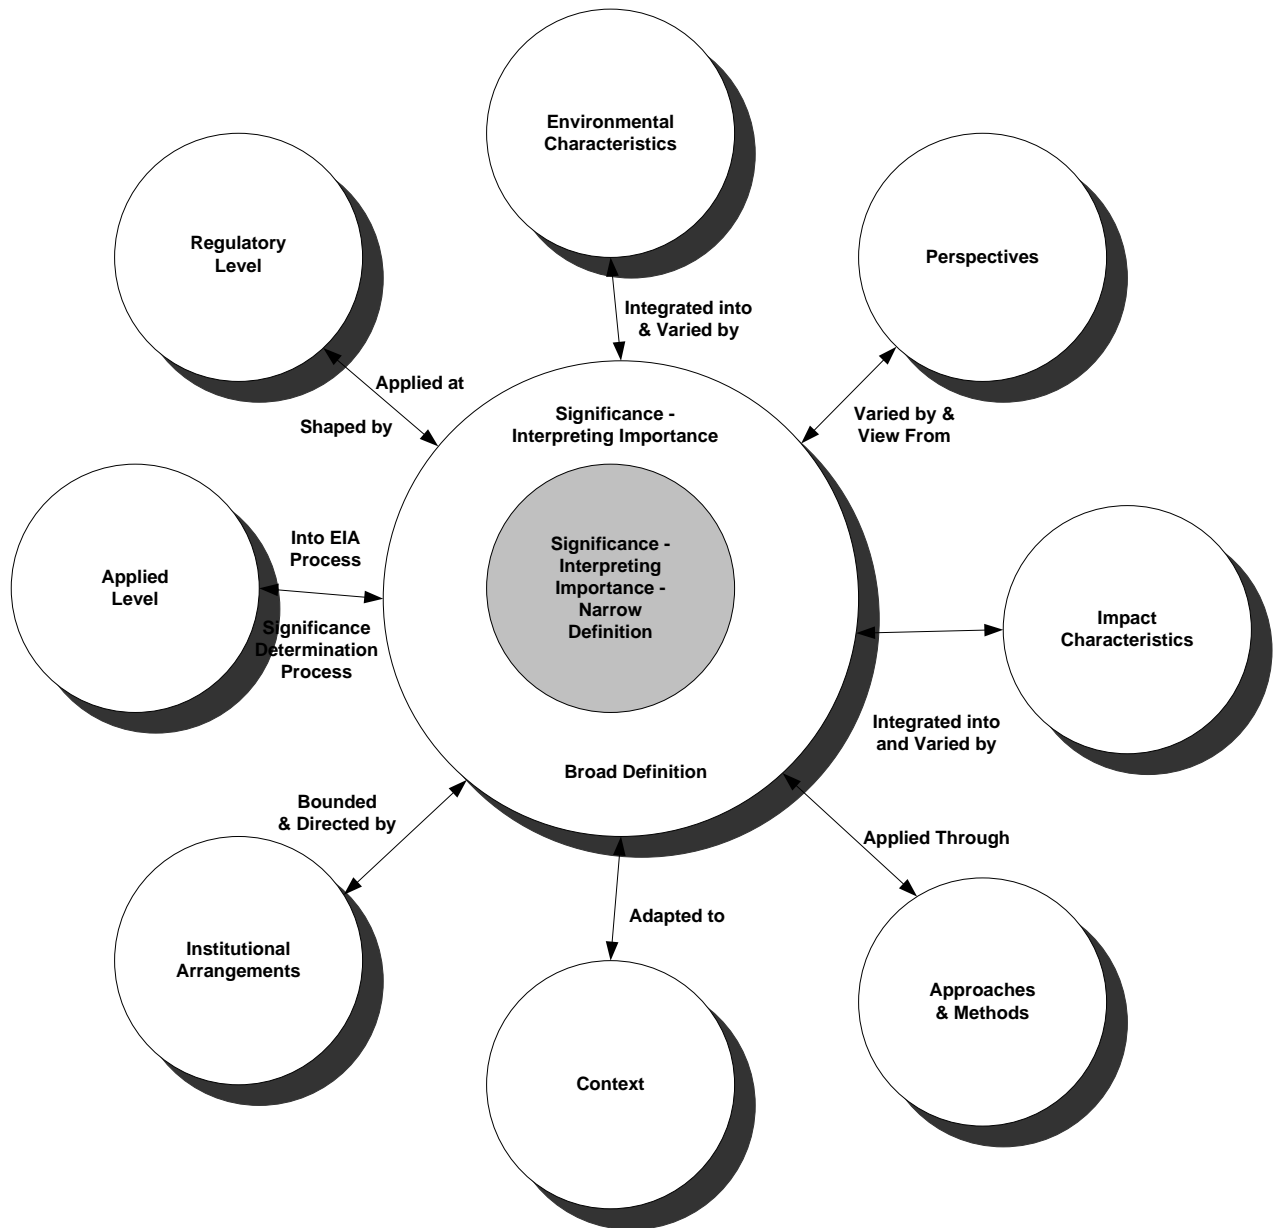 Environmental
Characteristics
Regulatory
Level
Perspectives
Integrated into
& Varied by
Applied at
Shaped by
Varied by &
View From
Significance -
Interpreting Importance
Into EIA
Process
Applied
Level
Significance
Determination
Process
Significance -
Interpreting
Importance -
Narrow
Definition
Impact
Characteristics
Integrated into
and Varied by
Broad Definition
Bounded
& Directed by
Applied Through
Adapted to
Institutional
Arrangements
Approaches
& Methods
Context